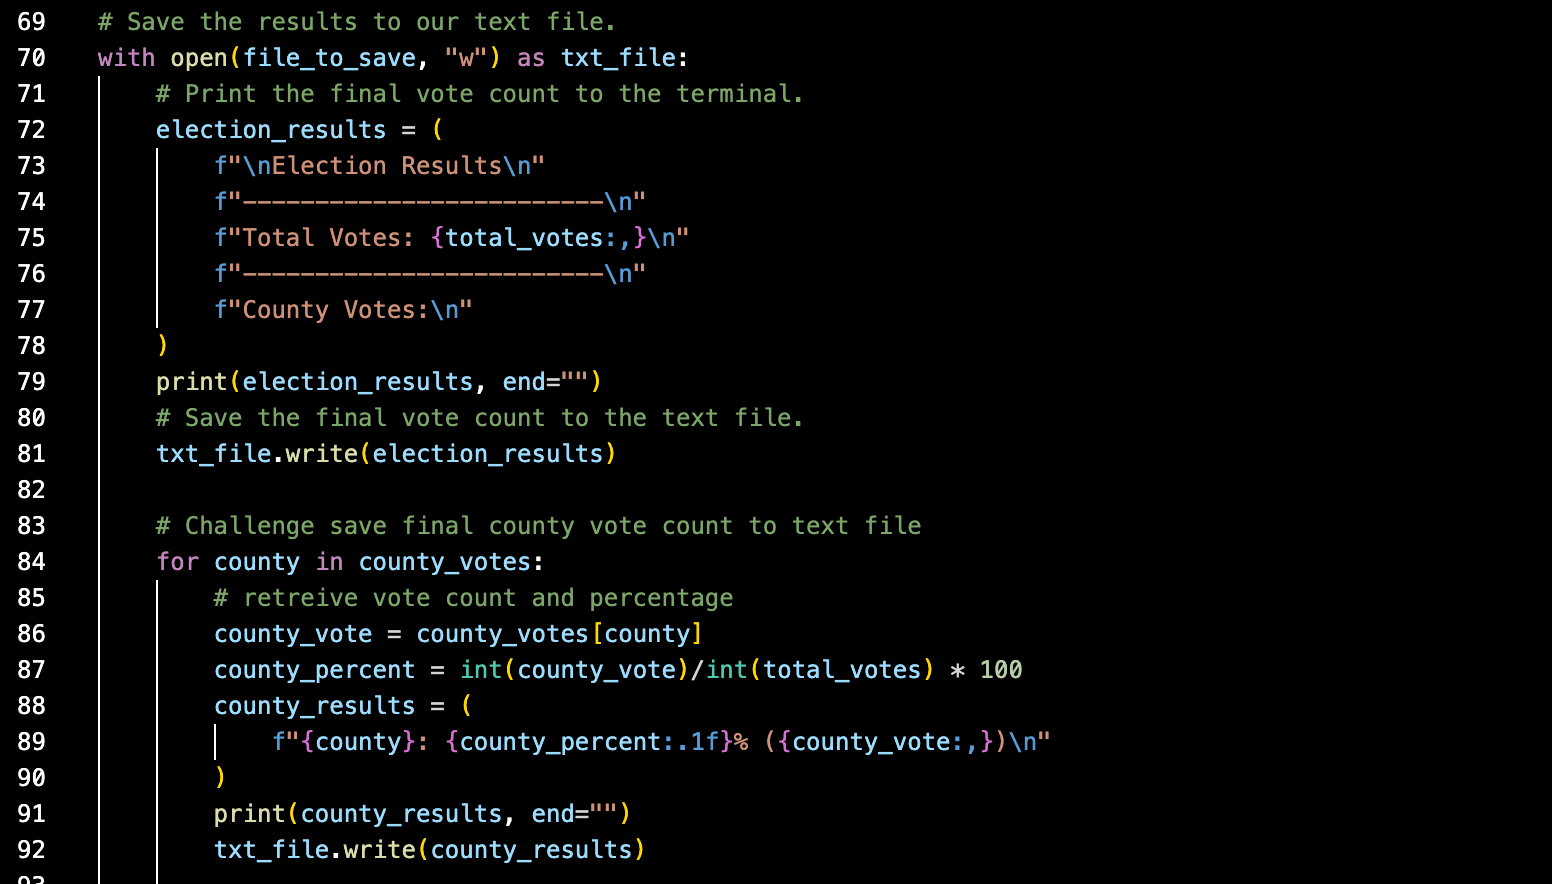 69 # Save the results to our text file.
70 with open(file_to_save, "w") as txt_file:
71     # Print the final vote count to the terminal.
72     election_results = (
73         f"\nElection Results\n"
74         f"-------------------------\n"
75         f"Total Votes: {total_votes:,}\n"
76         f"-------------------------\n"
77         f"County Votes:\n"
78     )
79     print(election_results, end="")
80     # Save the final vote count to the text file.
81     txt_file.write(election_results)
82
83     # Challenge save final county vote count to text file
84     for county in county_votes:
85         # retreive vote count and percentage
86         county_vote = county_votes[county]
87         county_percent = int(county_vote)/int(total_votes) * 100
88         county_results = (
89             f"{county}: {county_percent:.1f}% ({county_vote:,})\n"
90         )
91         print(county_results, end="")
92         txt_file.write(county_results)
93